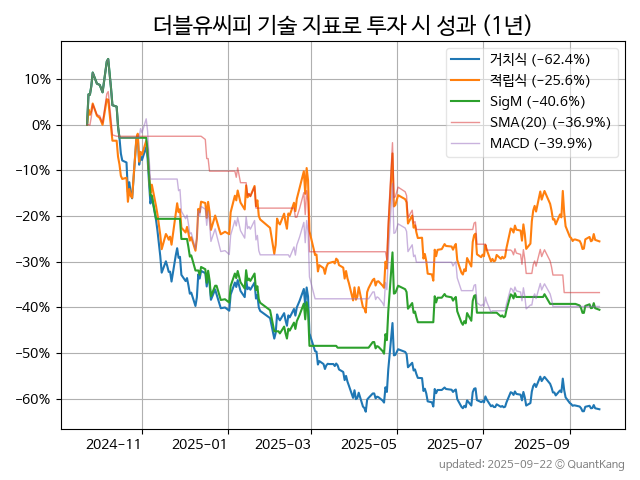 더블유씨피 기술 지표로 투자 시 성과 (1년)
거치식 (−62.4%)
적립식 (−25.6%)
SigM (−40.6%)
SMA(20) (−36.9%)
MACD (−39.9%)
10%
0%
−10%
−20%
−30%
−40%
−50%
−60%
2024-11 2025-01 2025-03 2025-05 2025-07 2025-09
updated: 2025-09-22 © QuantKang